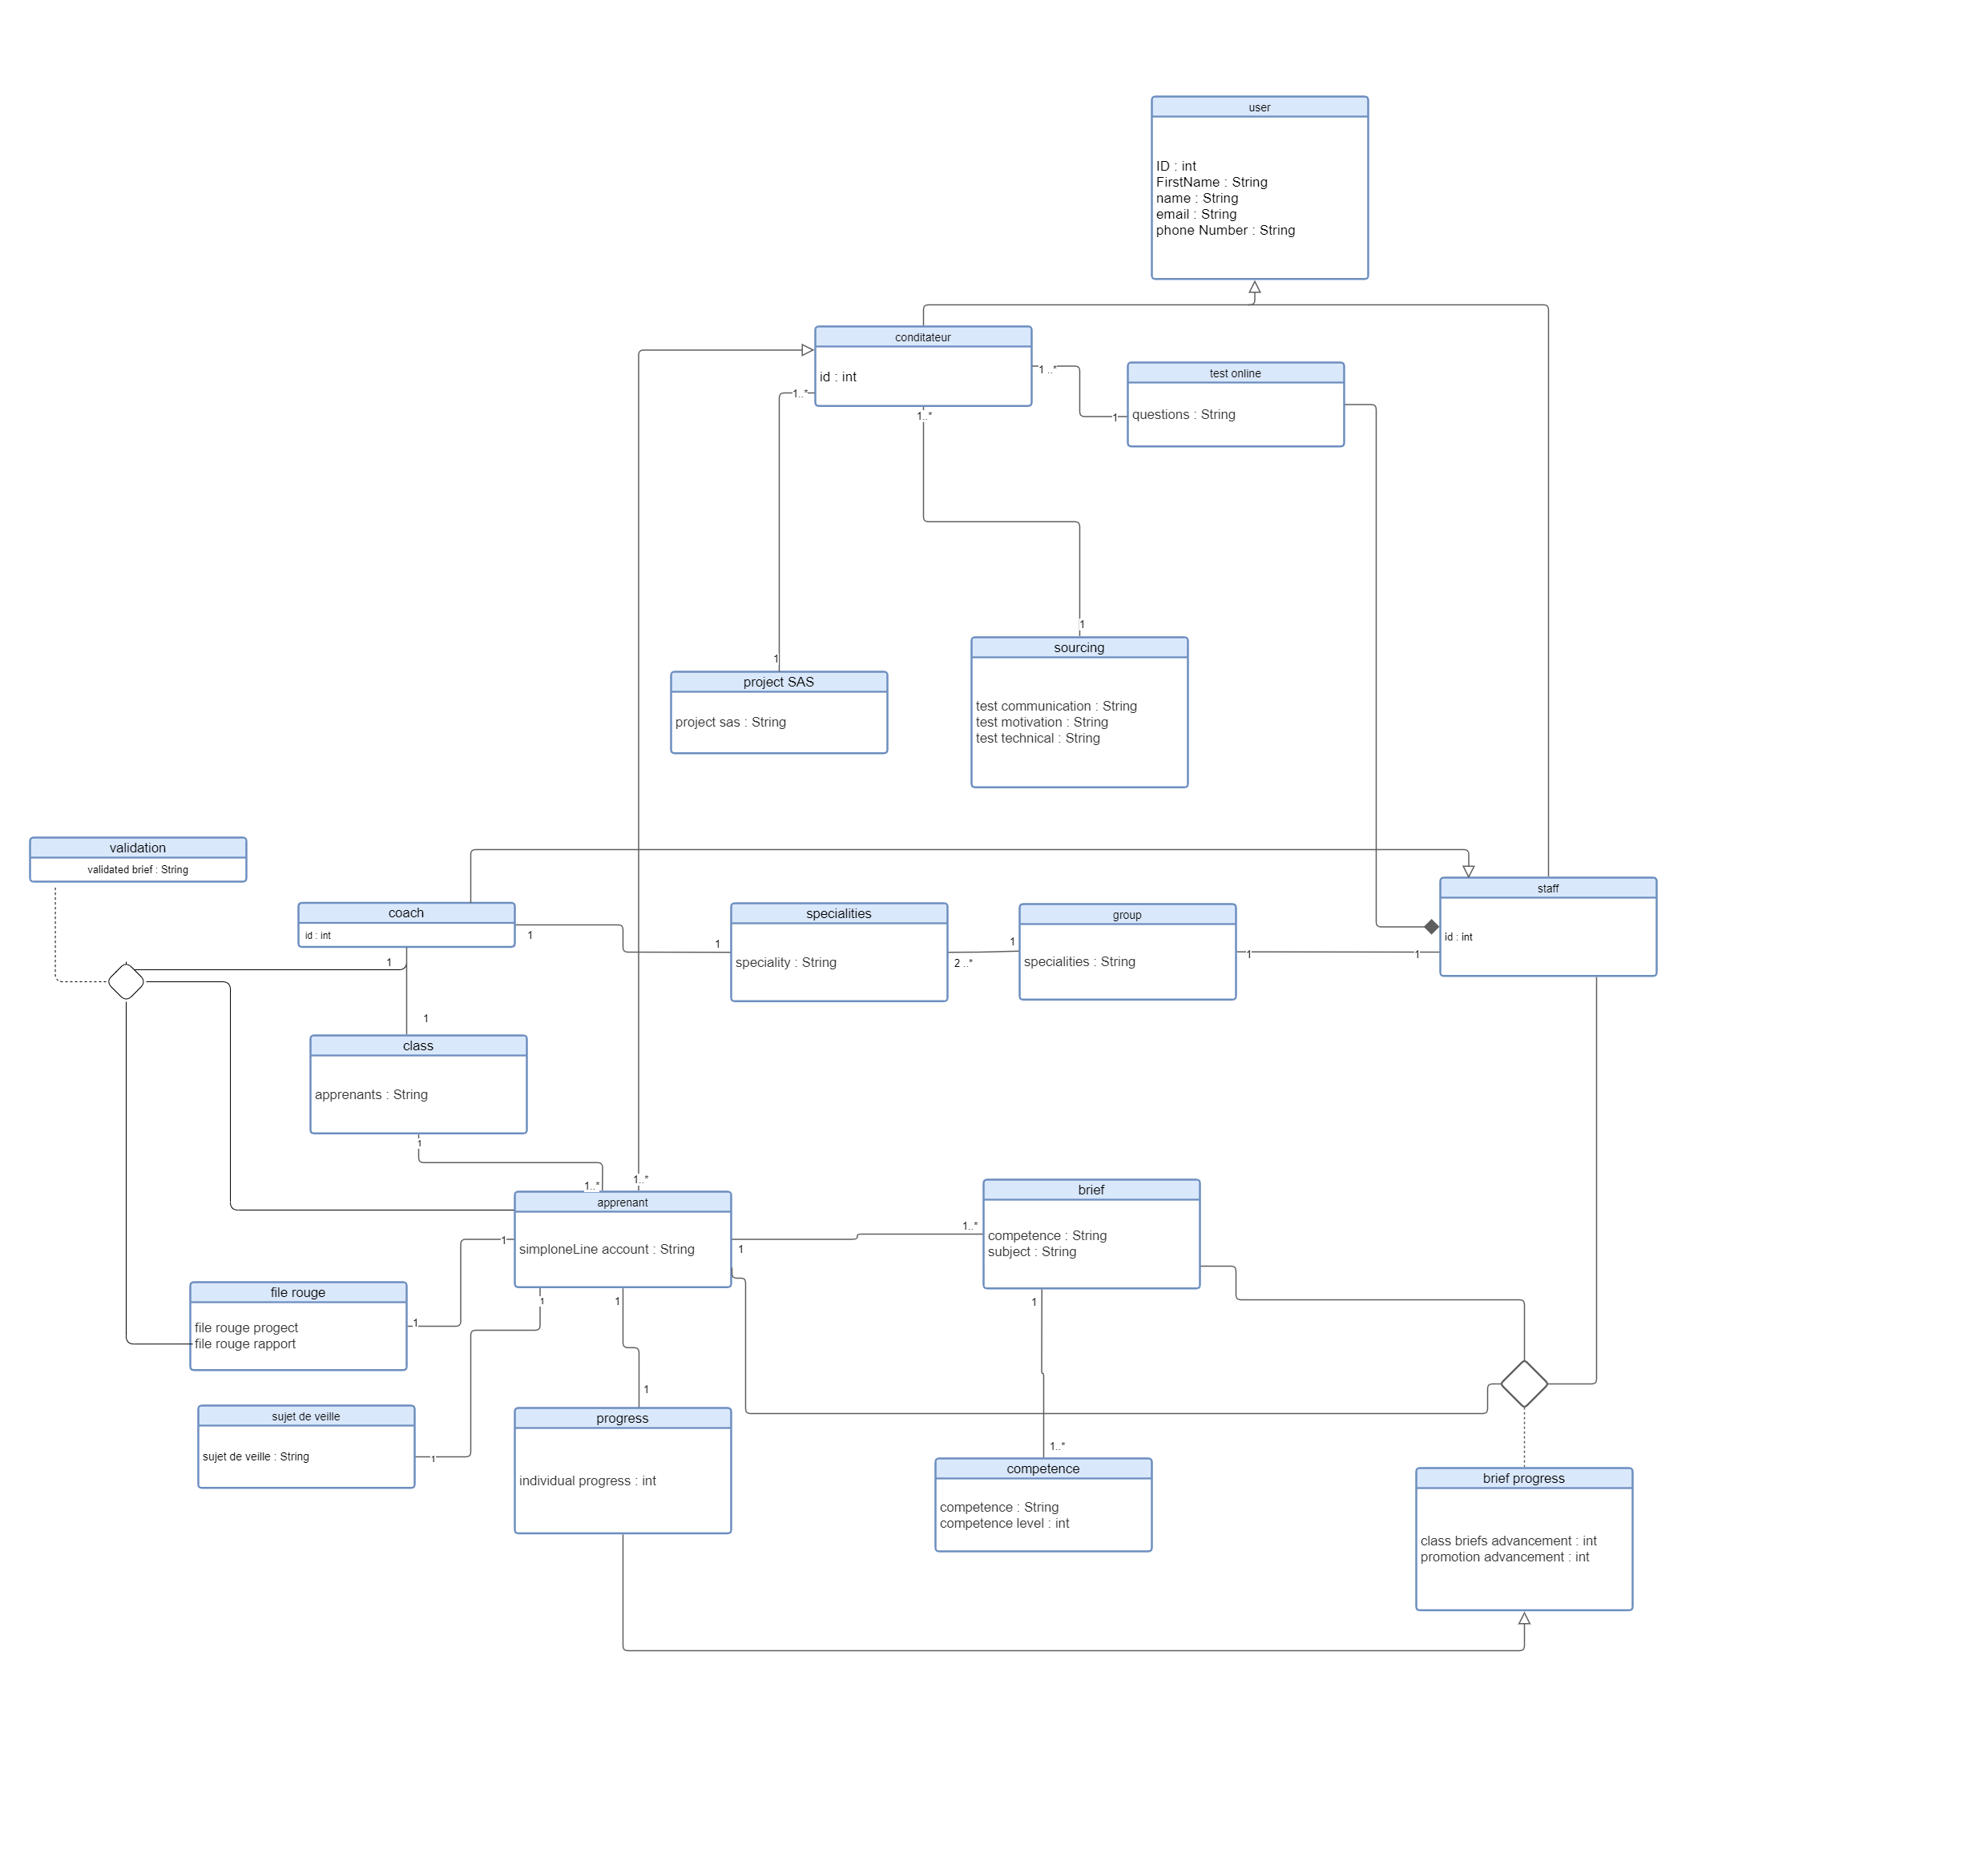 user
ID : int
FirstName : String
name : String
email : String
phone Number : String
conditateur
id : int
1 ..*
1..*
1..*
test online
questions : String
1
1
sourcing
test communication : String
test motivation : String
test technical : String
1
project SAS
project sas : String
validation
validated brief : String
coach
id : int
1
1
specialities
speciality : String
2 ..*
1
group
specialities : String
1
1
staff
id : int
1
1
class
apprenants : String
1
1..*
1..*
apprenant
simploneLine account : String
1
1
1..*
brief
competence : String
subject : String
file rouge
file rouge progect
file rouge rapport
1
1
1
1
sujet de veille
sujet de veille : String
1
1
progress
individual progress : int
1..*
competence
competence : String
competence level : int
brief progress
class briefs advancement : int
promotion advancement : int